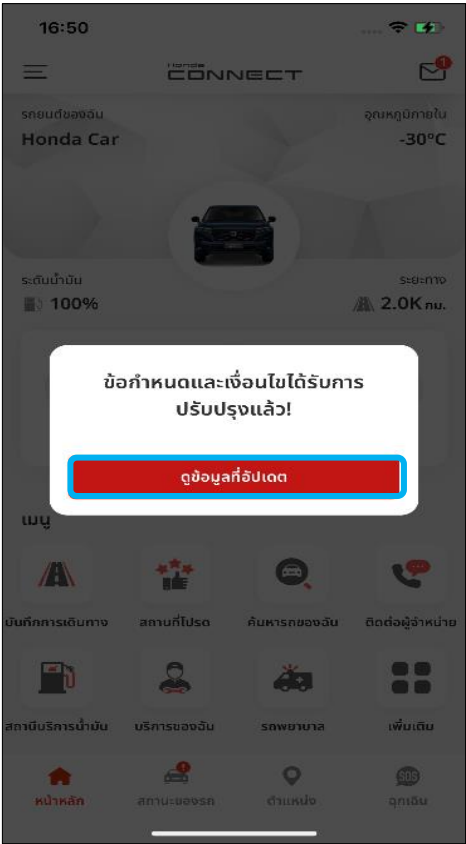 16:50
Honda
CONNECT
1
รถยนต์ของฉัน
อุณหภูมิภายใน
Honda Car
-30°C
ระดับน้ำมัน
ระยะทาง
100%
2.0K กม.
ข้อกำหนดและเงื่อนไขได้รับการ
ปรับปรุงแล้ว!
ดูข้อมูลที่อัปเดต
เมนู
บันทึกการเดินทาง
สถานที่โปรด
ค้นหารถของฉัน
ติดต่อผู้จำหน่าย
สถานีบริการน้ำมัน
บริการของฉัน
รถพยาบาล
เพิ่มเติม
SOS
หน้าหลัก
สถานะของรถ
ตำแหน่ง
ฉุกเฉิน